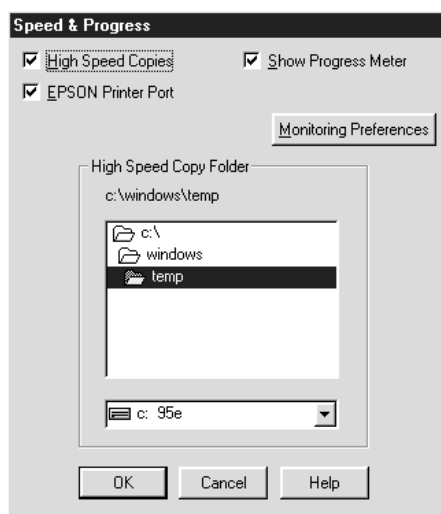 Speed & Progress
High Speed Copies Show Progress Meter
EPSON Printer Port
Monitoring Preferences
High Speed Copy Folder
c:\windows\temp
c:\
windows
temp
c: 95e
OK Cancel Help